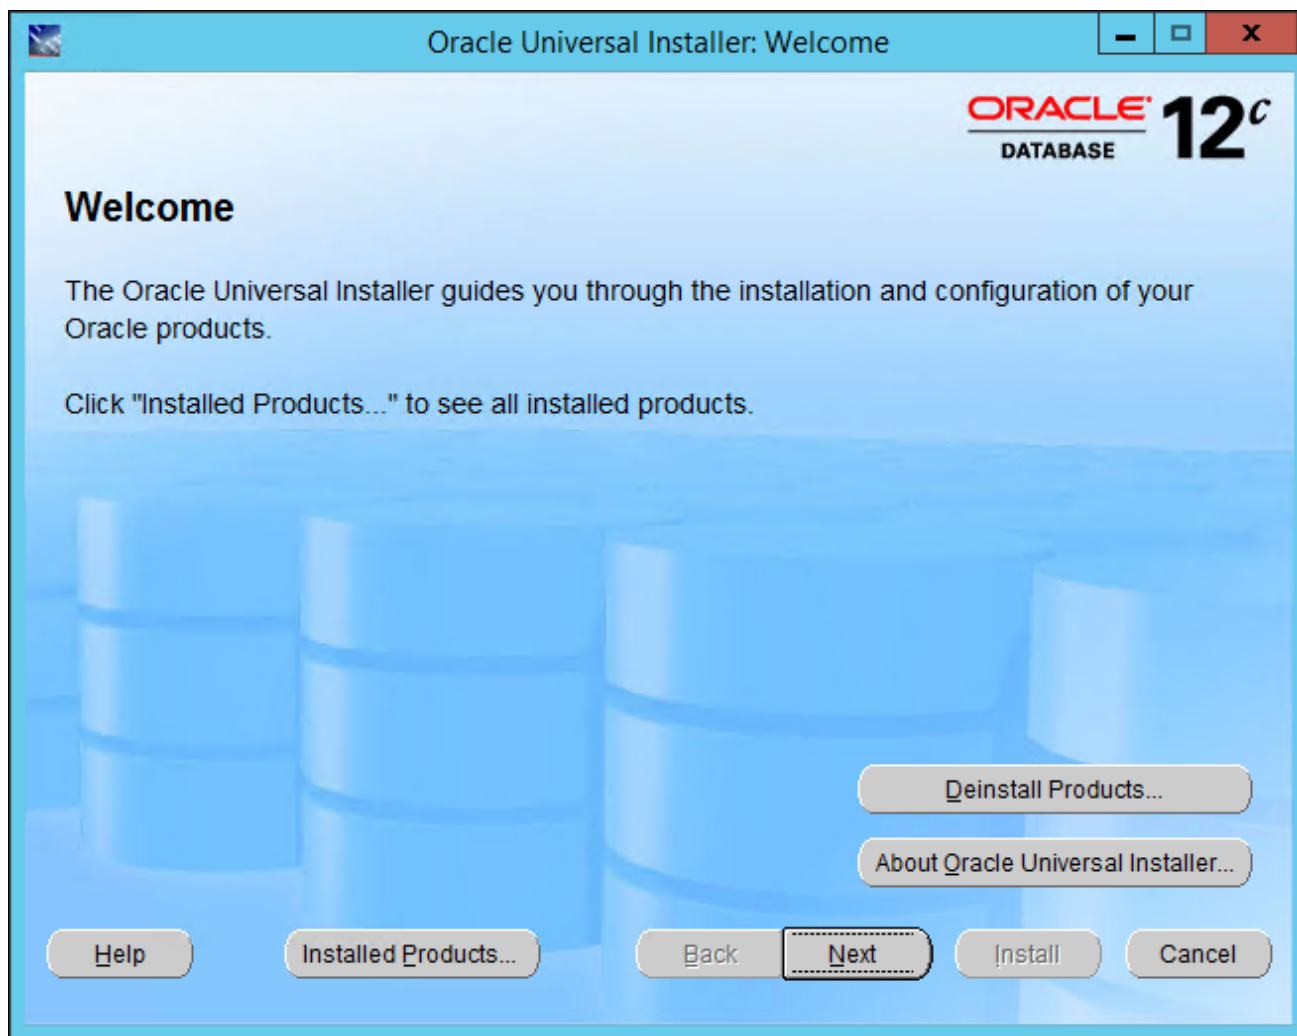 Oracle Universal Installer: Welcome
ORACLE
DATABASE
12c
Welcome
The Oracle Universal Installer guides you through the installation and configuration of your
Oracle products.
Click "Installed Products..." to see all installed products.
Deinstall Products...
About Oracle Universal Installer...
Help
Installed Products...
Back
Next
Install
Cancel